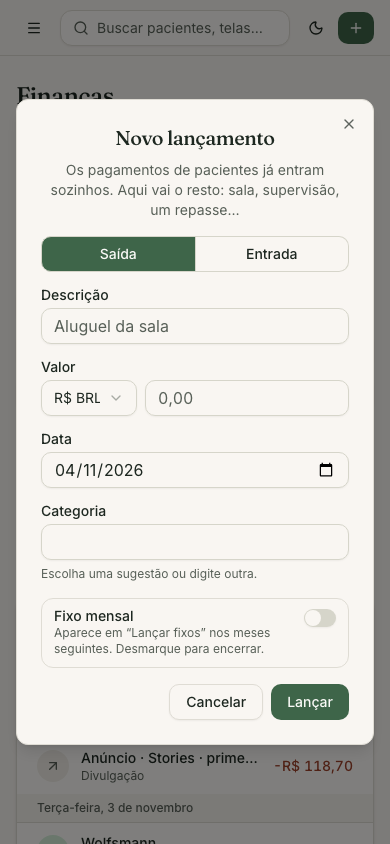 Buscar pacientes, telas...
Finanças
Novo lançamento
Os pagamentos de pacientes já entram
sozinhos. Aqui vai o resto: sala, supervisão,
um repasse...
Saída
Entrada
Descrição
Aluguel da sala
Valor
R$ BRL
0,00
Data
04/11/2026
Categoria
Escolha uma sugestão ou digite outra.
Fixo mensal
Aparece em “Lançar fixos” nos meses
seguintes. Desmarque para encerrar.
Cancelar
Lançar
Anúncio · Stories · prime...
-R$ 118,70
Divulgação
Terça-feira, 3 de novembro
Wolfsmann